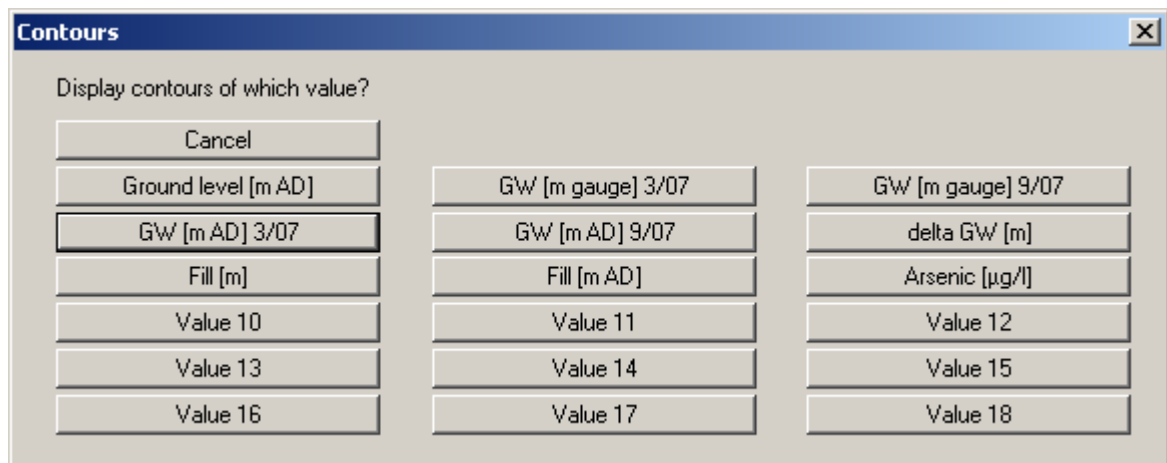 Contours
Display contours of which value?
Cancel
Ground level [m AD] GW [m gauge] 3/07 GW [m gauge] 9/07
GW [m AD] 3/07 GW [m AD] 9/07 delta GW [m]
Fill [m] Fill [m AD] Arsenic [µg/l]
Value 10 Value 11 Value 12
Value 13 Value 14 Value 15
Value 16 Value 17 Value 18